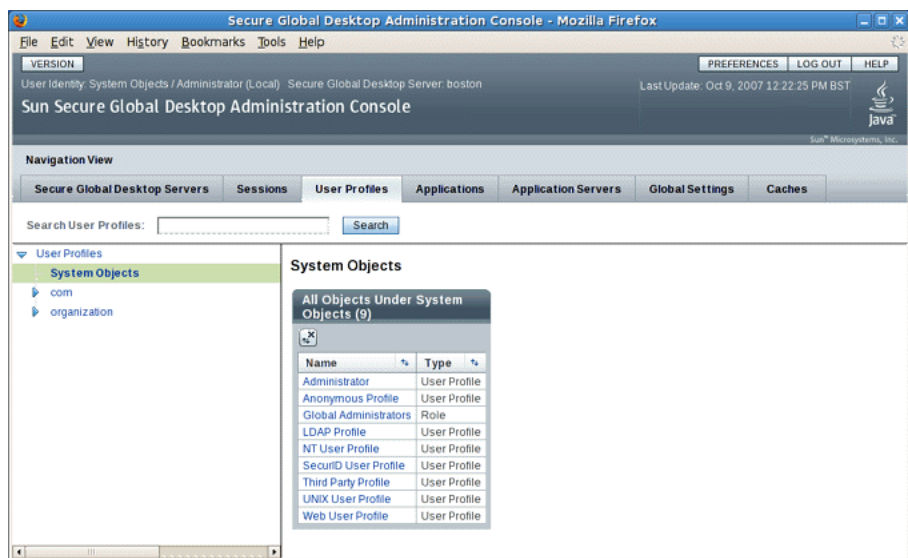 Secure Global Desktop Administration Console - Mozilla Firefox
File Edit View History Bookmarks Tools Help
VERSION PREFERENCES LOG OUT HELP
User Identity: System Objects / Administrator (Local) Secure Global Desktop Server: boston Last Update: Oct 9, 2007 12:22:25 PM BST
Sun Secure Global Desktop Administration Console
Java
Sun™ Microsystems, Inc.
Navigation View
Secure Global Desktop Servers Sessions User Profiles Applications Application Servers Global Settings Caches
Search User Profiles: Search
User Profiles
System Objects
com
organization
System Objects
All Objects Under System
Objects (9)
Name Type
Administrator User Profile
Anonymous Profile User Profile
Global Administrators Role
LDAP Profile User Profile
NT User Profile User Profile
SecurID User Profile User Profile
Third Party Profile User Profile
UNIX User Profile User Profile
Web User Profile User Profile